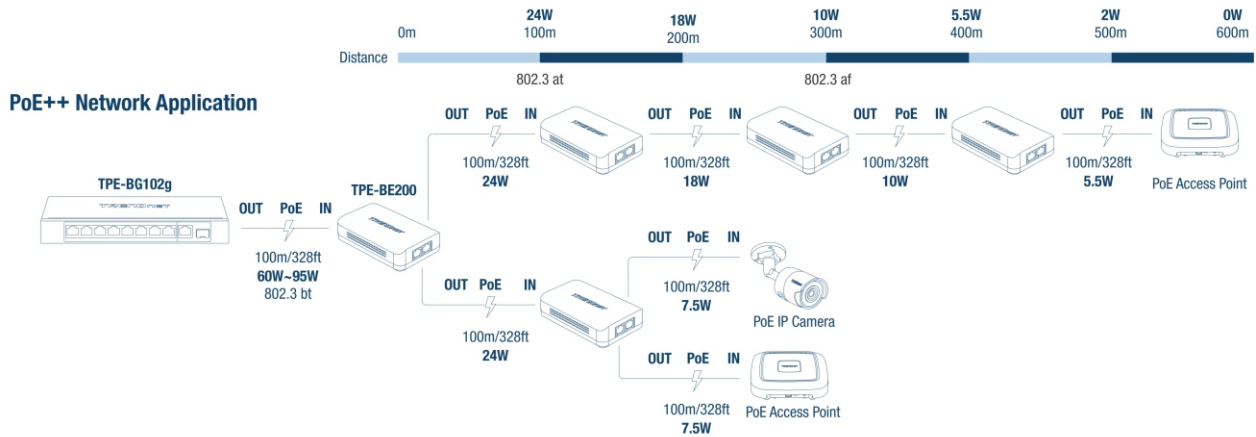 24W 18W 10W 5.5W 2W 0W
0m 100m 200m 300m 400m 500m 600m
Distance
802.3 at 802.3 af
PoE++ Network Application
OUT PoE IN OUT PoE IN OUT PoE IN OUT PoE IN
100m/328ft 100m/328ft 100m/328ft 100m/328ft
24W 18W 10W 5.5W
PoE Access Point
TPE-BG102g
TRENDNET
OUT PoE IN
100m/328ft
60W~95W
802.3 bt
TPE-BE200
TRENDNET
OUT PoE IN
100m/328ft
24W
OUT PoE IN
100m/328ft
7.5W
PoE IP Camera
OUT PoE IN
100m/328ft
7.5W
PoE Access Point